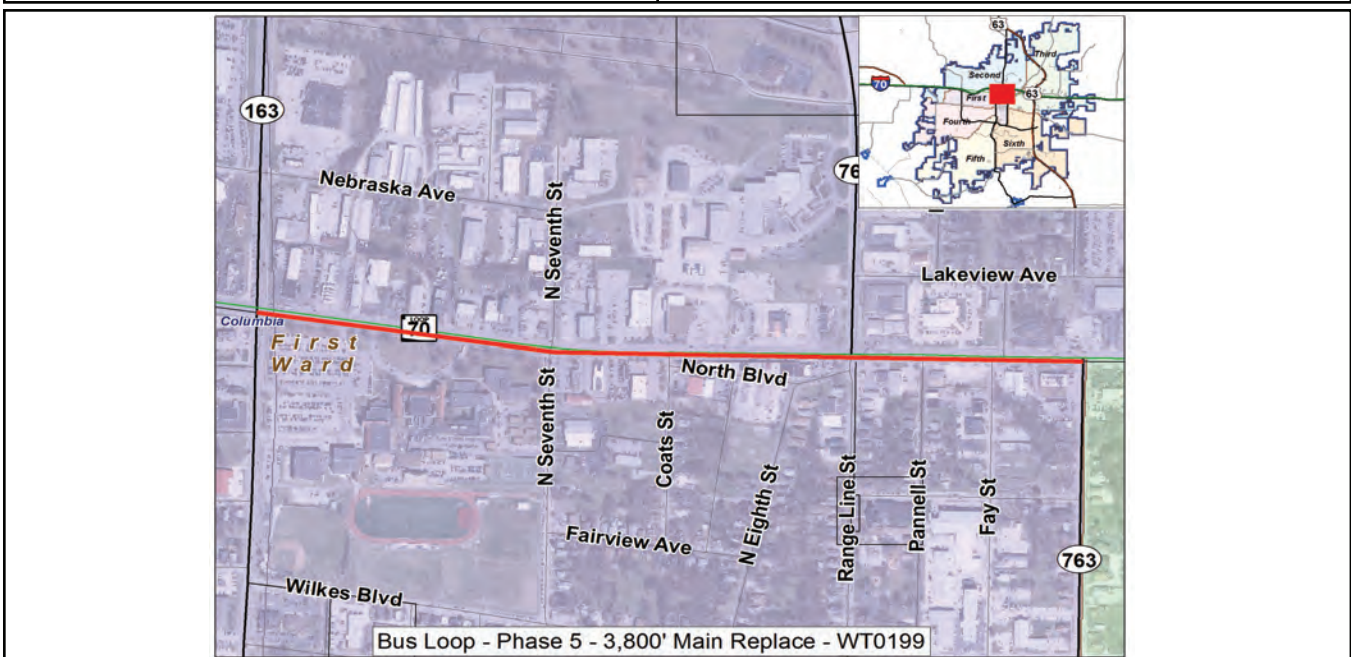 63
Third
Second
70
63
First
Fourth
Sixth
Fifth
163
Nebraska Ave
N Seventh St
76
Lakeview Ave
Columbia
LOOP
70
First
Ward
North Blvd
N Seventh St
Coats St
N Eighth St
Range Line St
Rannell St
Fay St
Fairview Ave
763
Wilkes Blvd
Bus Loop - Phase 5 - 3,800' Main Replace - WT0199